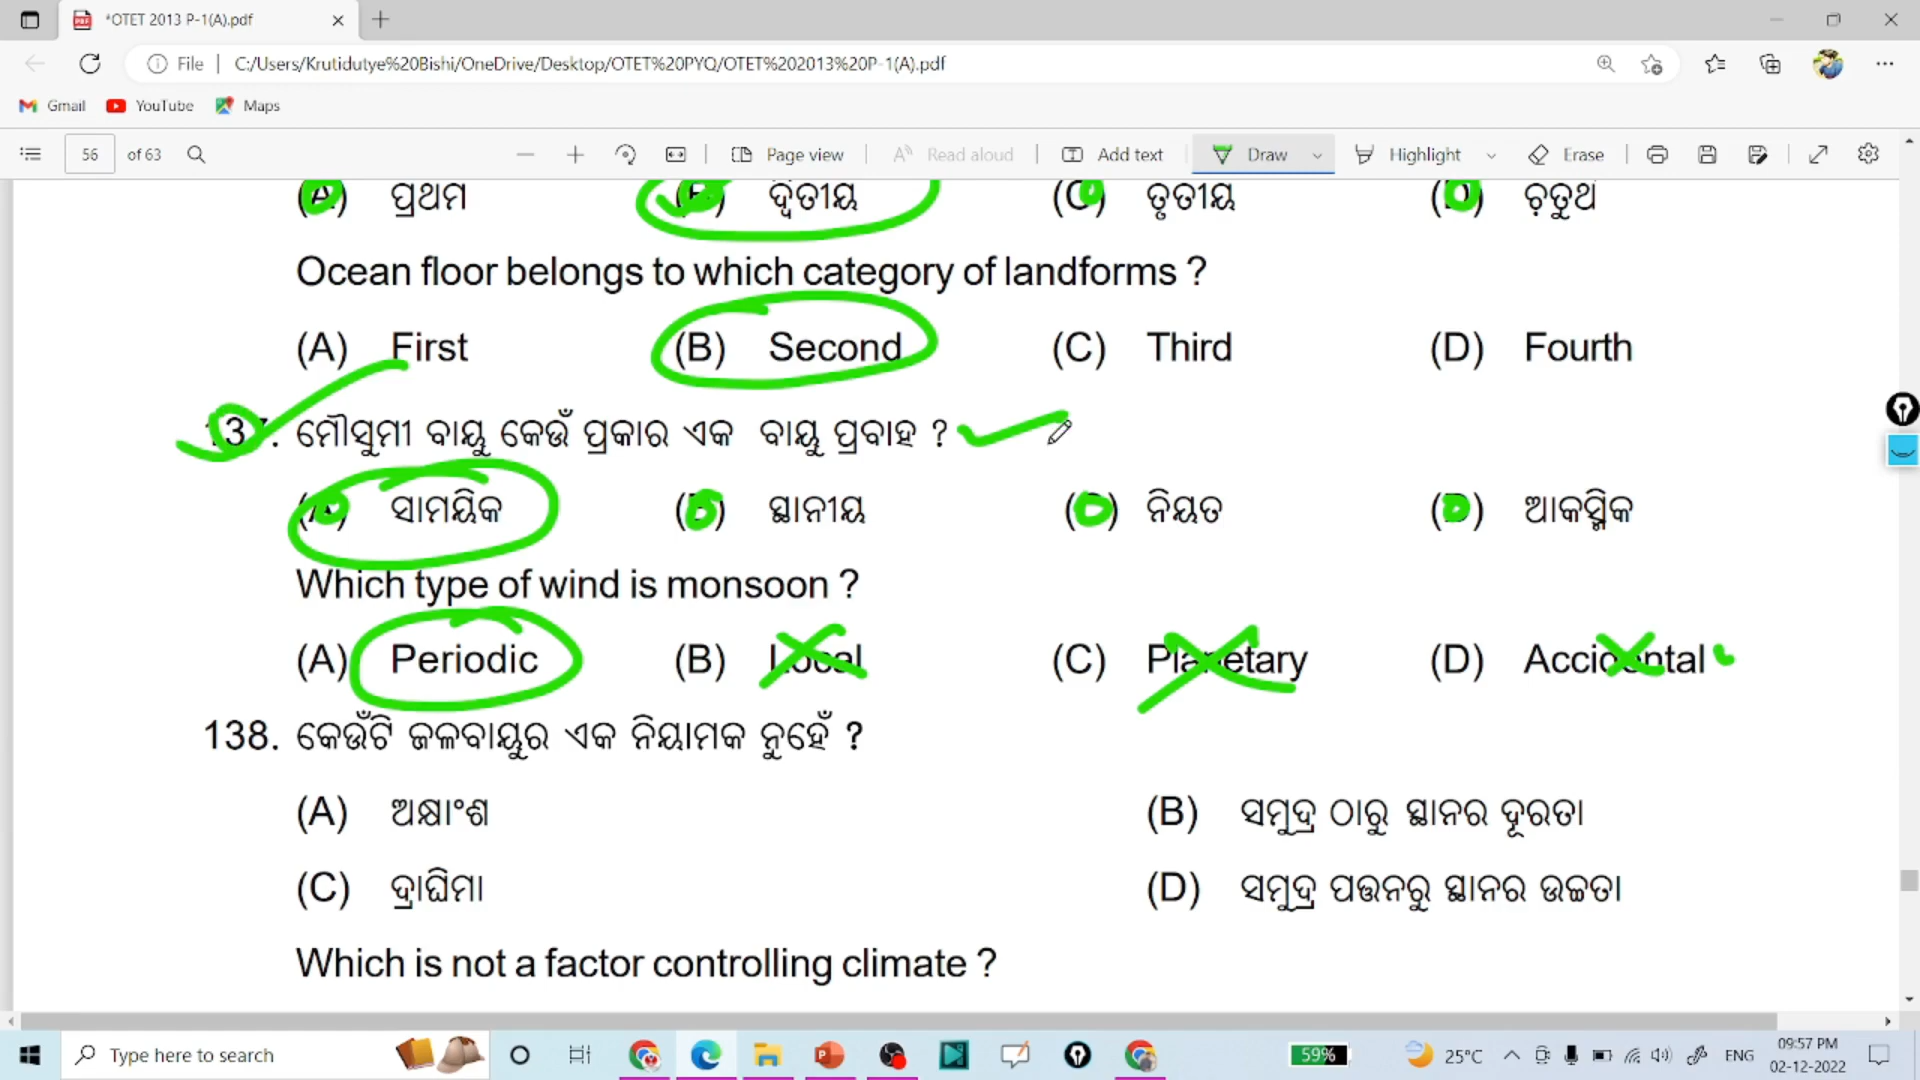 *OTET 2013 P-1(A).pdf
File | C:/Users/Krutidutye%20Bishi/OneDrive/Desktop/OTET%20PYQ/OTET%202013%20P-1(A).pdf
Gmail YouTube Maps
56 of 63 Page view Read aloud Add text Draw Highlight Erase
(A) ପ୍ରଥମ (B) ଦ୍ୱିତୀୟ (C) ତୃତୀୟ (D) ଚତୁର୍ଥ
Ocean floor belongs to which category of landforms ?
(A) First (B) Second (C) Third (D) Fourth
137. ମୌସୁମୀ ବାୟୁ କେଉଁ ପ୍ରକାର ଏକ ବାୟୁ ପ୍ରବାହ ?
(A) ସାମୟିକ (B) ସ୍ଥାନୀୟ (C) ନିୟତ (D) ଆକସ୍ମିକ
Which type of wind is monsoon ?
(A) Periodic (B) Local (C) Planetary (D) Accidental
138. କେଉଁଟି ଜଳବାୟୁର ଏକ ନିୟାମକ ନୁହେଁ ?
(A) ଅକ୍ଷାଂଶ (B) ସମୁଦ୍ର ଠାରୁ ସ୍ଥାନର ଦୂରତା
(C) ଦ୍ରାଘିମା (D) ସମୁଦ୍ର ପତ୍ତନରୁ ସ୍ଥାନର ଉଚ୍ଚତା
Which is not a factor controlling climate ?
Type here to search 59% 25°C ENG 09:57 PM
02-12-2022